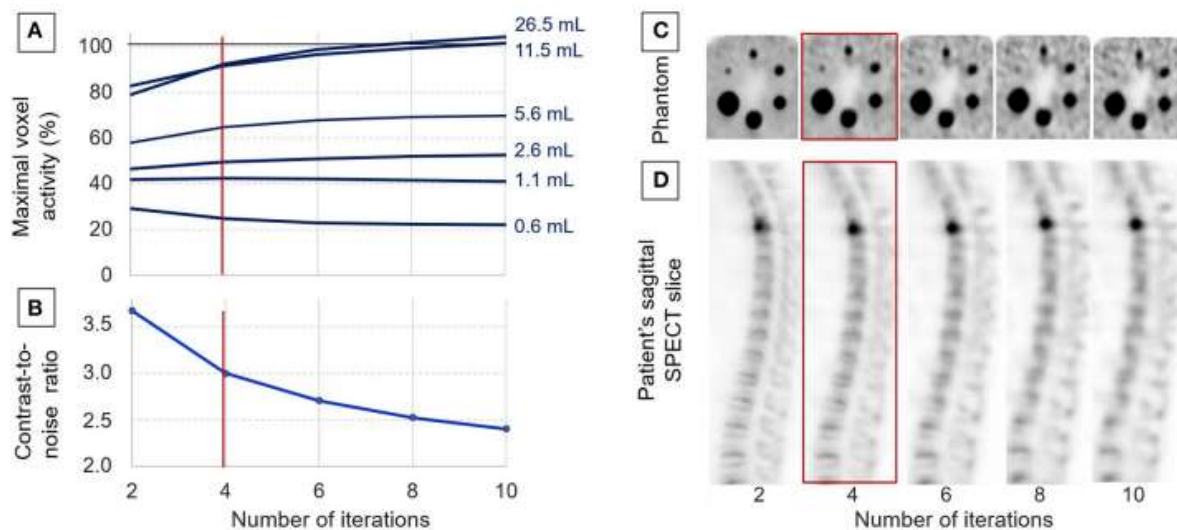 A
Maximal voxel
activity (%)
100
80
60
40
20
0
26.5 mL
11.5 mL
5.6 mL
2.6 mL
1.1 mL
0.6 mL
B
Contrast-to-
noise ratio
3.5
3.0
2.5
2.0
2 4 6 8 10
Number of iterations
C
Phantom
D
Patient's sagittal
SPECT slice
2 4 6 8 10
Number of iterations